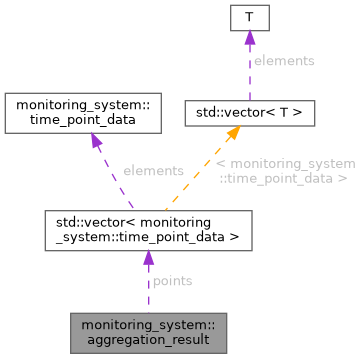 T
elements
monitoring_system::
time_point_data
std::vector< T >
elements
< monitoring_system
::time_point_data >
std::vector< monitoring
_system::time_point_data >
points
monitoring_system::
aggregation_result